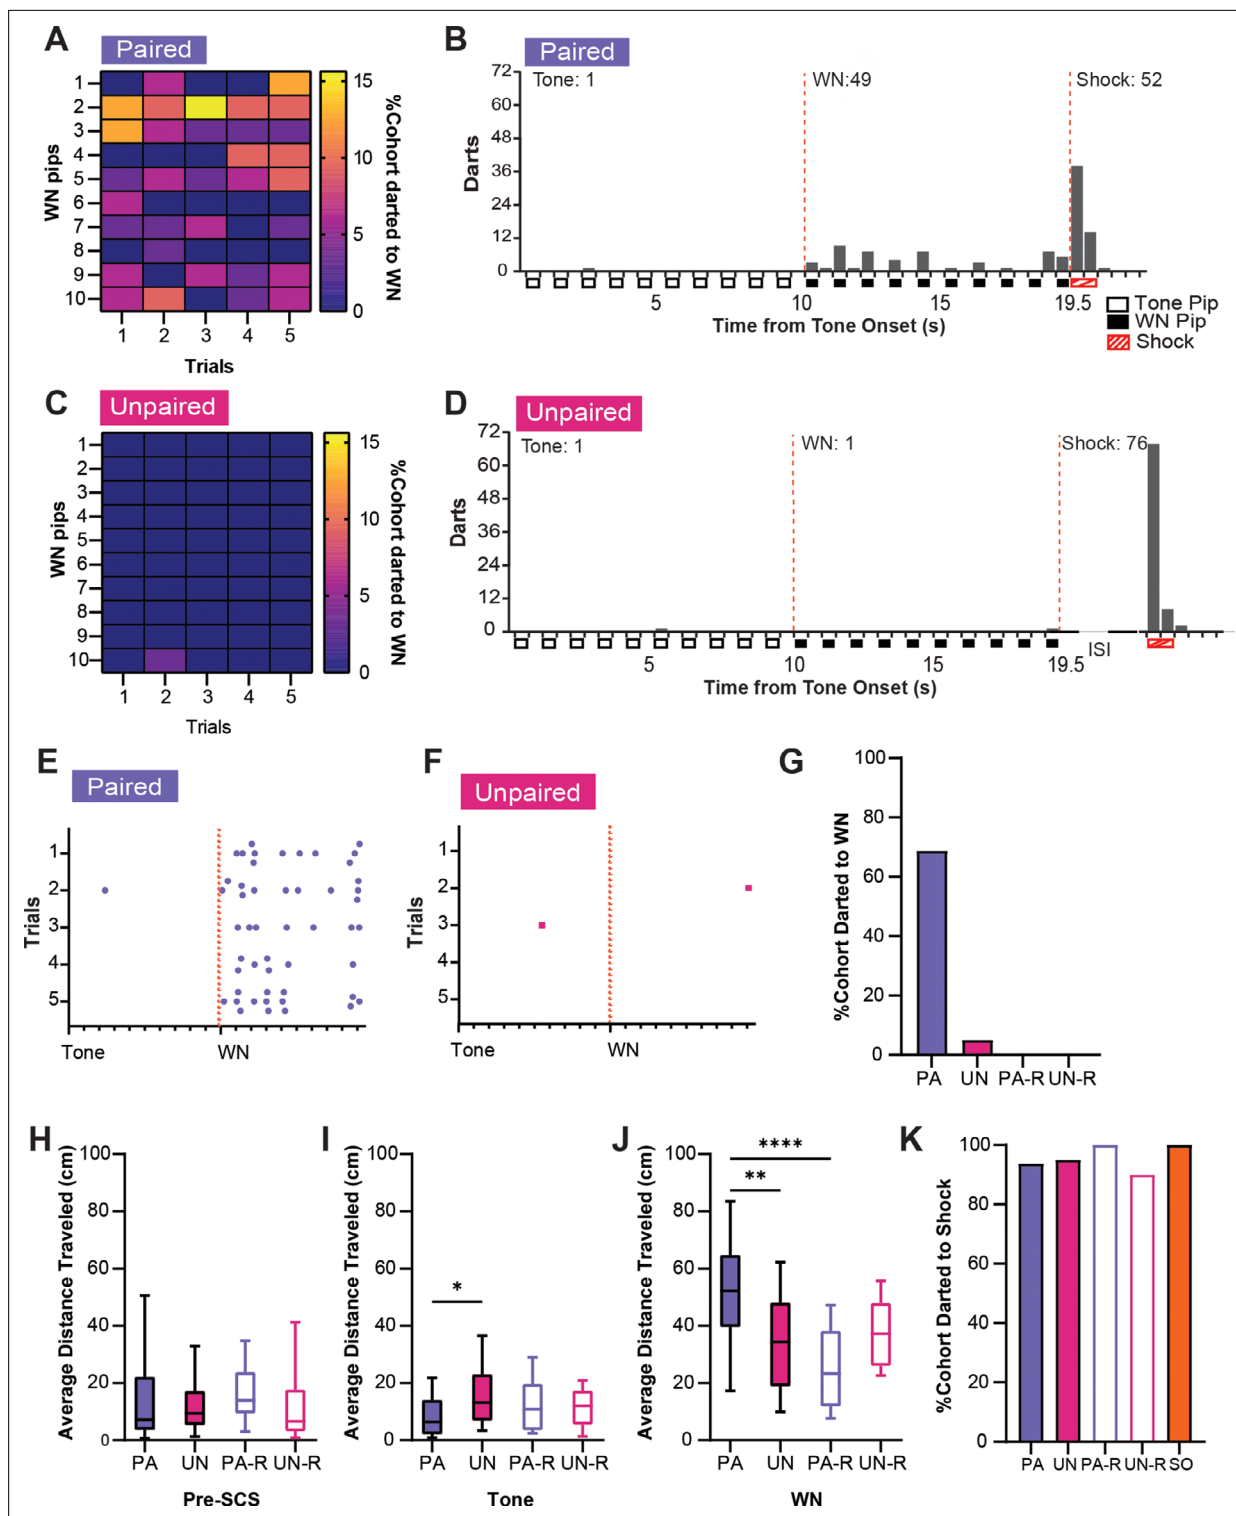 A
Paired
WN pips
1
2
3
4
5
6
7
8
9
10
1 2 3 4 5
Trials
15
10
5
0
%Cohort darted to WN
B
Paired
Darts
72
60
48
36
24
12
0
Tone: 1
WN:49
Shock: 52
5 10 15 19.5
Time from Tone Onset (s)
Tone Pip
WN Pip
Shock
C
Unpaired
WN pips
1
2
3
4
5
6
7
8
9
10
1 2 3 4 5
Trials
15
10
5
0
%Cohort darted to WN
D
Unpaired
Darts
72
60
48
36
24
12
0
Tone: 1
WN: 1
Shock: 76
5 10 15 19.5
ISI
Time from Tone Onset (s)
E
Paired
Trials
1
2
3
4
5
Tone WN
F
Unpaired
Trials
1
2
3
4
5
Tone WN
G
%Cohort Darted to WN
100
80
60
40
20
0
PA UN PA-R UN-R
H
Average Distance Traveled (cm)
100
80
60
40
20
0
PA UN PA-R UN-R
Pre-SCS
I
Average Distance Traveled (cm)
100
80
60
40
20
0
*
PA UN PA-R UN-R
Tone
J
Average Distance Traveled (cm)
100
80
60
40
20
0
****
**
PA UN PA-R UN-R
WN
K
%Cohort Darted to Shock
100
80
60
40
20
0
PA UN PA-R UN-R SO